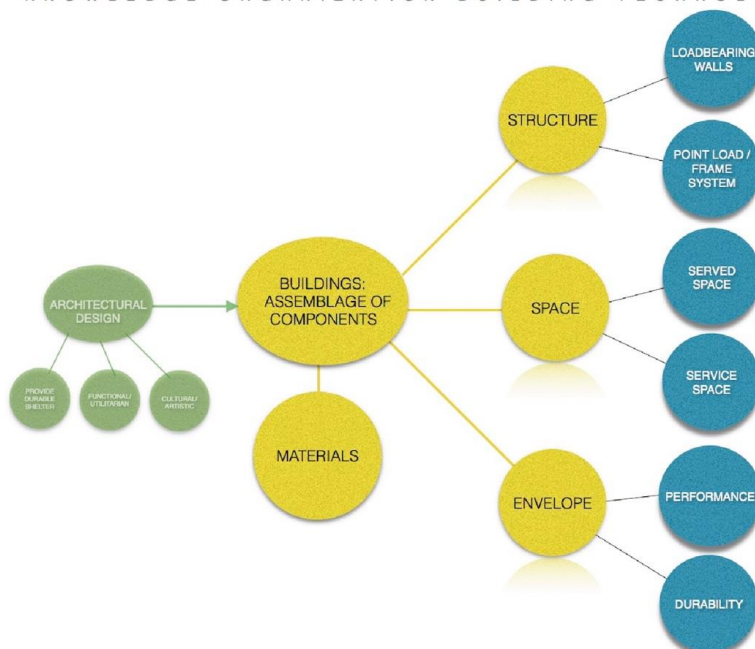 LOADBEARING
WALLS
STRUCTURE
POINT LOAD /
FRAME
SYSTEM
BUILDINGS:
ASSEMBLAGE OF
COMPONENTS
ARCHITECTURAL
DESIGN
SERVED
SPACE
SPACE
SERVICE
SPACE
PROVIDE
DURABLE
SHELTER
FUNCTIONAL/
UTILITARIAN
CULTURAL/
ARTISTIC
MATERIALS
ENVELOPE
PERFORMANCE
DURABILITY